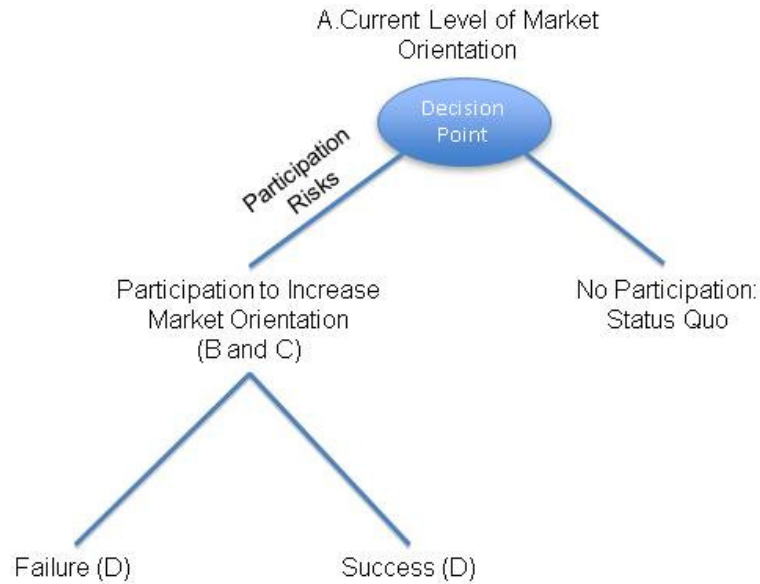 A.Current Level of Market
Orientation
Decision
Point
Participation
Risks
Participation to Increase
Market Orientation
(B and C)
No Participation:
Status Quo
Failure (D)
Success (D)